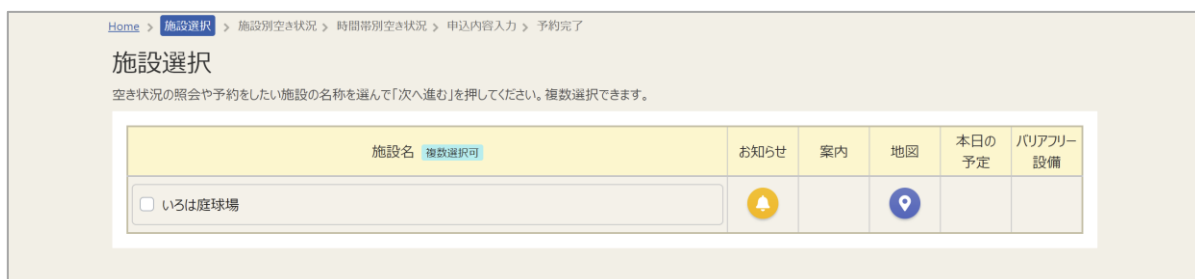 Home > 施設選択 > 施設別空き状況 > 時間帯別空き状況 > 申込内容入力 > 予約完了
施設選択
空き状況の照会や予約をしたい施設の名称を選んで「次へ進む」を押してください。複数選択できます。
施設名 複数選択可 お知らせ 案内 地図 本日の予定 バリアフリー設備
いろは庭球場